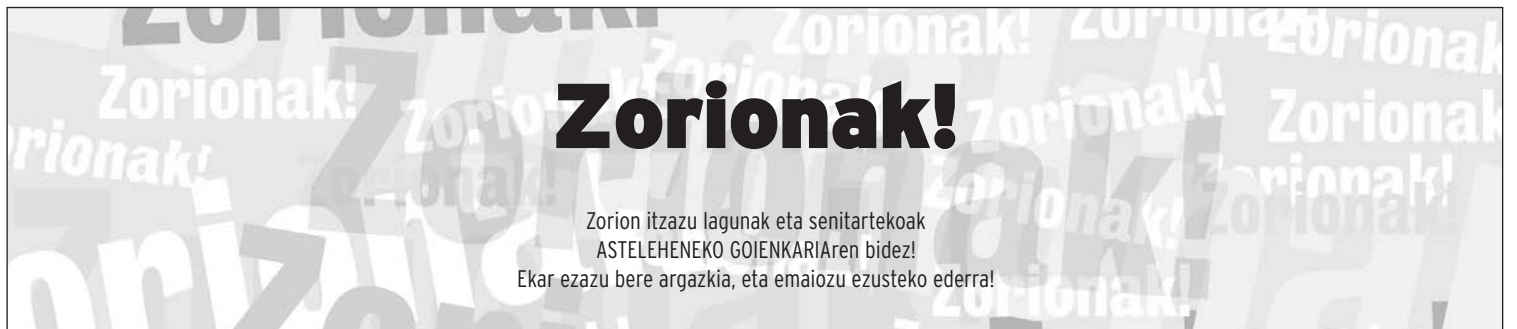 Zorionak!
Zorion itzazu lagunak eta senitartekoak
ASTELEHENEKO GOIENKARIAren bidez!
Ekar ezazu bere argazkia, eta emaiozu ezusteko ederra!